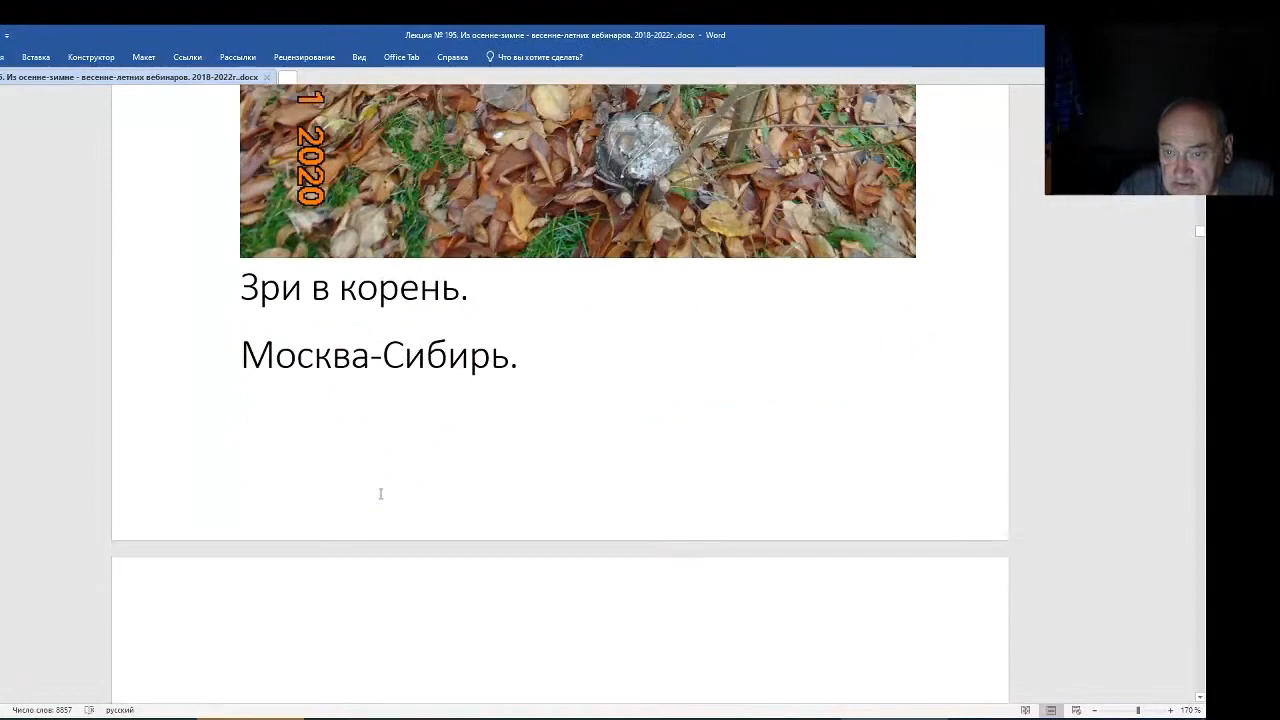 Лекция № 195. Из осенне-зимне - весенне-летних вебинаров. 2018-2022г..docx - Word
Вставка Конструктор Макет Ссылки Рассылки Рецензирование Вид Office Tab Справка Что вы хотите сделать?
5. Из осенне-зимне - весенне-летних вебинаров. 2018-2022г..docx
1 2020
Зри в корень.
Москва-Сибирь.
Число слов: 8857 русский 170 %